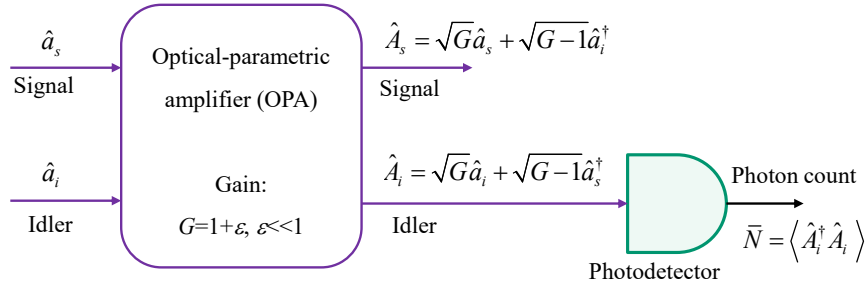 â_s
Signal
Optical-parametric
amplifier (OPA)
Â_s = √G â_s + √(G−1) â_i†
Signal
â_i
Idler
Gain:
G=1+ε, ε<<1
Â_i = √G â_i + √(G−1) â_s†
Idler
Photodetector
Photon count
N̄ = ⟨Â_i† Â_i⟩